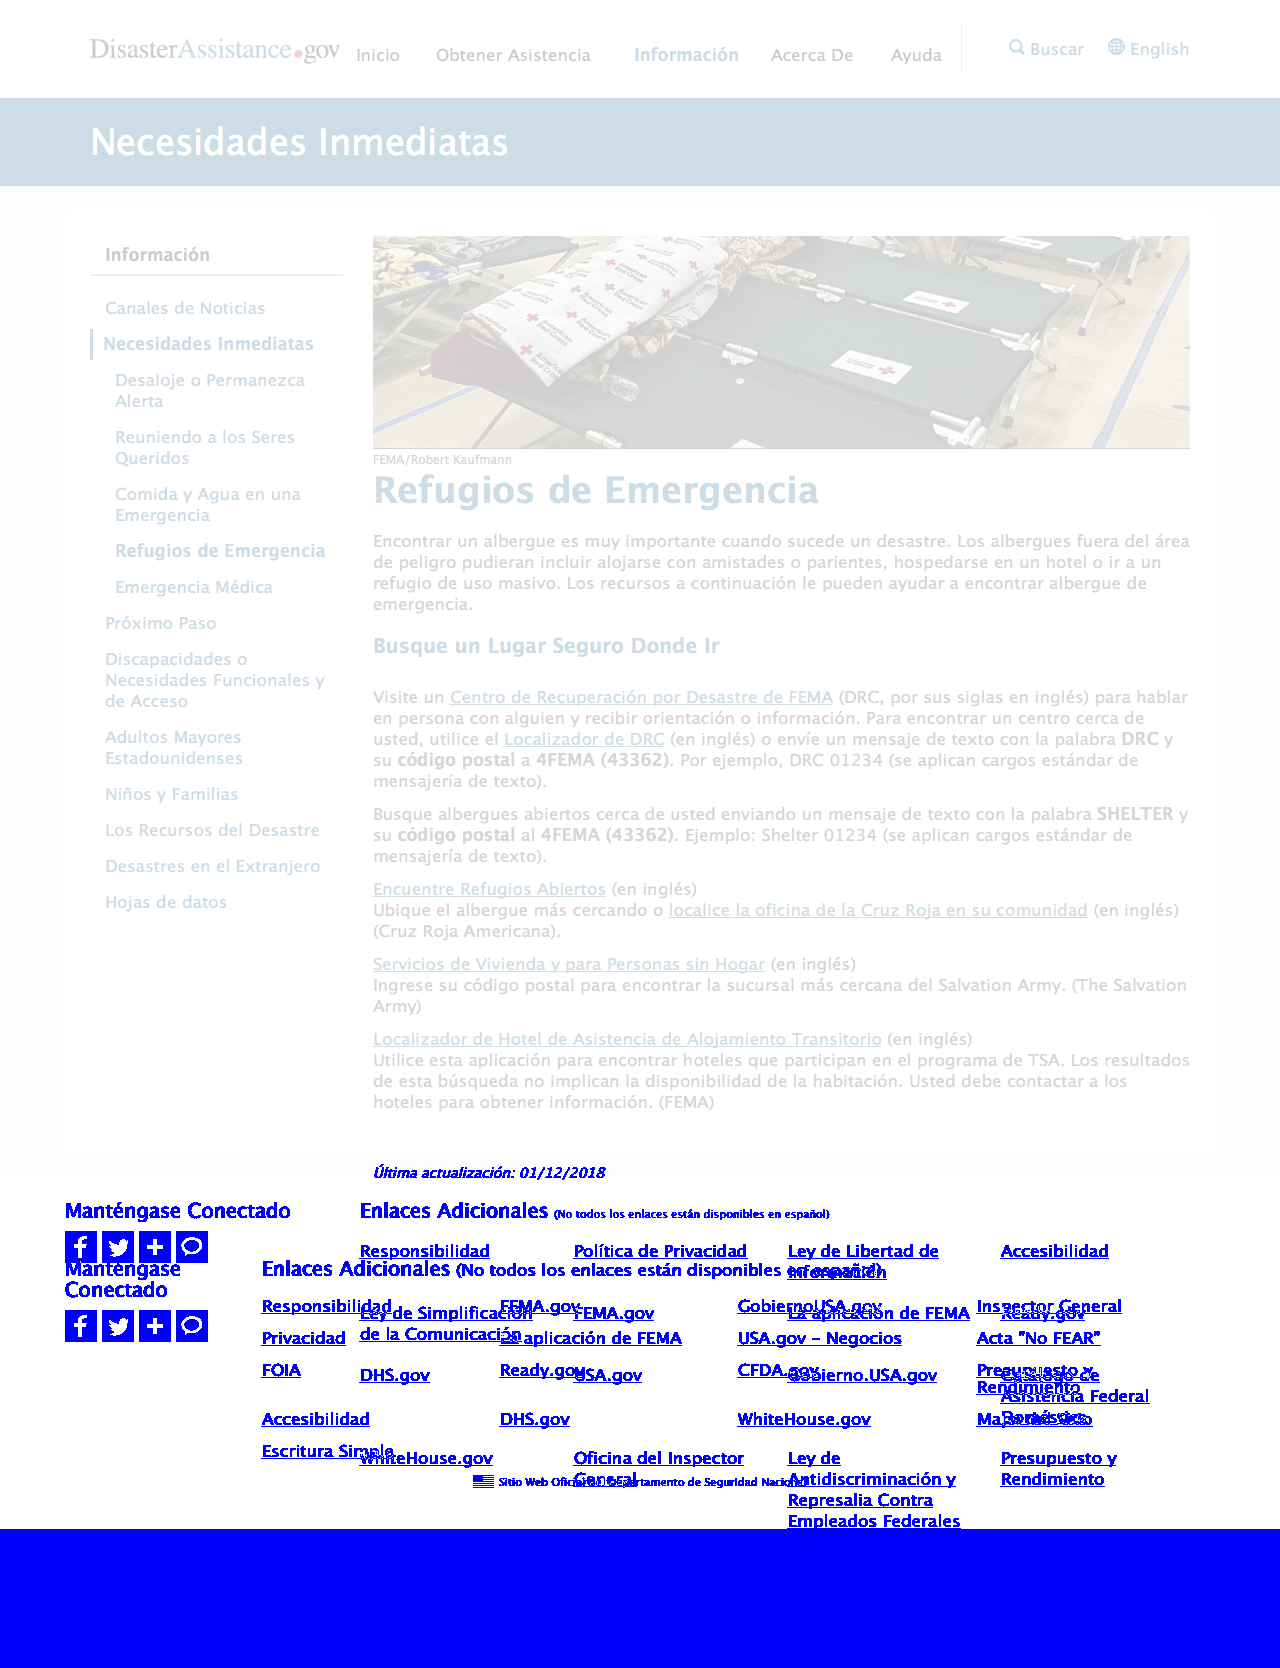 DisasterAssistance.gov
Inicio
Obtener Asistencia
Información
Acerca De
Ayuda
Buscar
English
Necesidades Inmediatas
Información
Canales de Noticias
Necesidades Inmediatas
Desaloje o Permanezca
Alerta
Reuniendo a los Seres
Queridos
Comida y Agua en una
Emergencia
Refugios de Emergencia
Emergencia Médica
Próximo Paso
Discapacidades o
Necesidades Funcionales y
de Acceso
Adultos Mayores
Estadounidenses
Niños y Familias
Los Recursos del Desastre
Desastres en el Extranjero
Hojas de datos
American
Red Cross
FEMA/Robert Kaufmann
Refugios de Emergencia
Encontrar un albergue es muy importante cuando sucede un desastre. Los albergues fuera del área
de peligro pudieran incluir alojarse con amistades o parientes, hospedarse en un hotel o ir a un
refugio de uso masivo. Los recursos a continuación le pueden ayudar a encontrar albergue de
emergencia.
Busque un Lugar Seguro Donde Ir
Visite un Centro de Recuperación por Desastre de FEMA (DRC, por sus siglas en inglés) para hablar
en persona con alguien y recibir orientación o información. Para encontrar un centro cerca de
usted, utilice el Localizador de DRC (en inglés) o envíe un mensaje de texto con la palabra DRC y
su código postal a 4FEMA (43362). Por ejemplo, DRC 01234 (se aplican cargos estándar de
mensajería de texto).
Busque albergues abiertos cerca de usted enviando un mensaje de texto con la palabra SHELTER y
su código postal al 4FEMA (43362). Ejemplo: Shelter 01234 (se aplican cargos estándar de
mensajería de texto).
Encuentre Refugios Abiertos (en inglés)
Ubique el albergue más cercando o localice la oficina de la Cruz Roja en su comunidad (en inglés)
(Cruz Roja Americana).
Servicios de Vivienda y para Personas sin Hogar (en inglés)
Ingrese su código postal para encontrar la sucursal más cercana del Salvation Army. (The Salvation
Army)
Localizador de Hotel de Asistencia de Alojamiento Transitorio (en inglés)
Utilice esta aplicación para encontrar hoteles que participan en el programa de TSA. Los resultados
de esta búsqueda no implican la disponibilidad de la habitación. Usted debe contactar a los
hoteles para obtener información. (FEMA)
Última actualización: 01/12/2018
Manténgase Conectado
Enlaces Adicionales (No todos los enlaces están disponibles en español)
Responsibilidad
Política de Privacidad
Ley de Libertad de
Información
Accesibilidad
Ley de Simplificación
de la Comunicación
FEMA.gov
La aplicación de FEMA
Ready.gov
DHS.gov
USA.gov
Gobierno.USA.gov
Catálogo de
Asistencia Federal
WhiteHouse.gov
Oficina del Inspector
General
Ley de
Antidiscriminación y
Represalia Contra
Empleados Federales
Presupuesto y
Rendimiento
Manténgase
Conectado
Enlaces Adicionales (No todos los enlaces están disponibles en español)
Responsibilidad
FEMA.gov
GobiernoUSA.gov
Inspector General
Privacidad
La aplicación de FEMA
USA.gov - Negocios
Acta "No FEAR"
FOIA
Ready.gov
CFDA.gov
Presupuesto y
Rendimiento
Accesibilidad
DHS.gov
WhiteHouse.gov
Escritura Simple
Sitio Web Oficial del Departamento de Seguridad Nacional